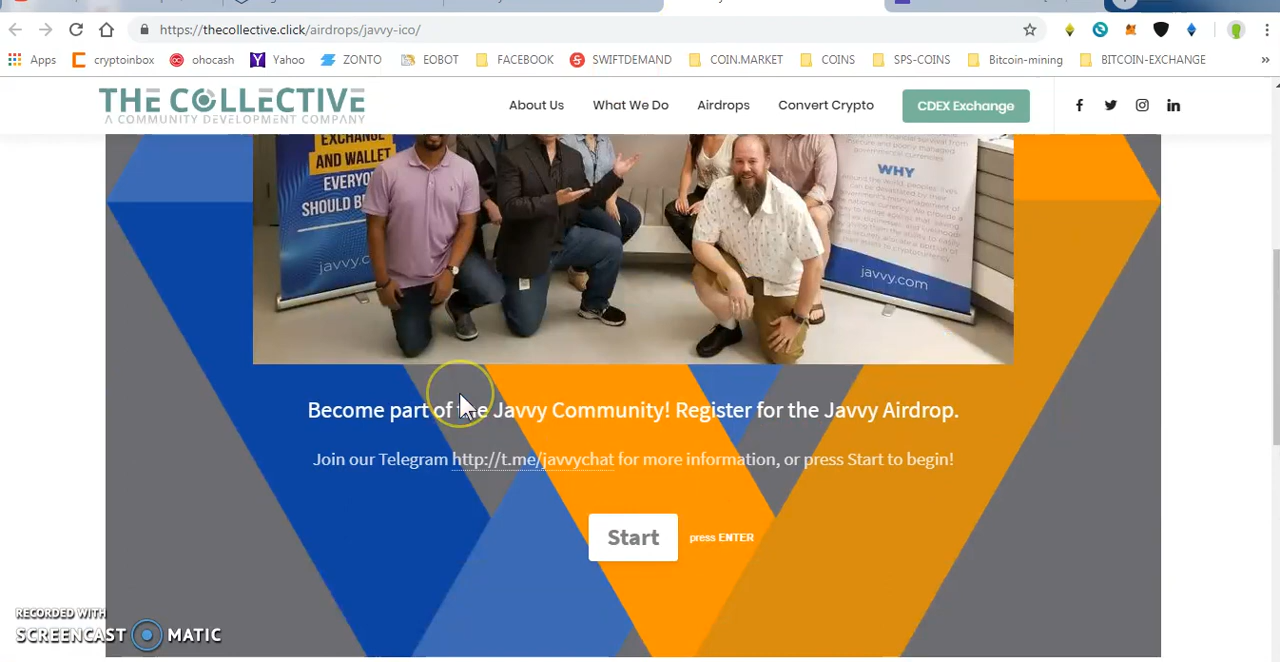 https://thecollective.click/airdrops/javvy-ico/
Apps cryptoinbox ohocash Yahoo ZONTO EOBOT FACEBOOK SWIFTDEMAND COIN.MARKET COINS SPS-COINS Bitcoin-mining BITCOIN-EXCHANGE »
THE COLLECTIVE
A COMMUNITY DEVELOPMENT COMPANY
About Us What We Do Airdrops Convert Crypto CDEX Exchange
EXCHANGE
AND WALLET
EVERYO
SHOULD B
javvy.c
WHY
javvy.com
Become part of the Javvy Community! Register for the Javvy Airdrop.
Join our Telegram http://t.me/javvychat for more information, or press Start to begin!
Start press ENTER
RECORDED WITH
SCREENCAST MATIC